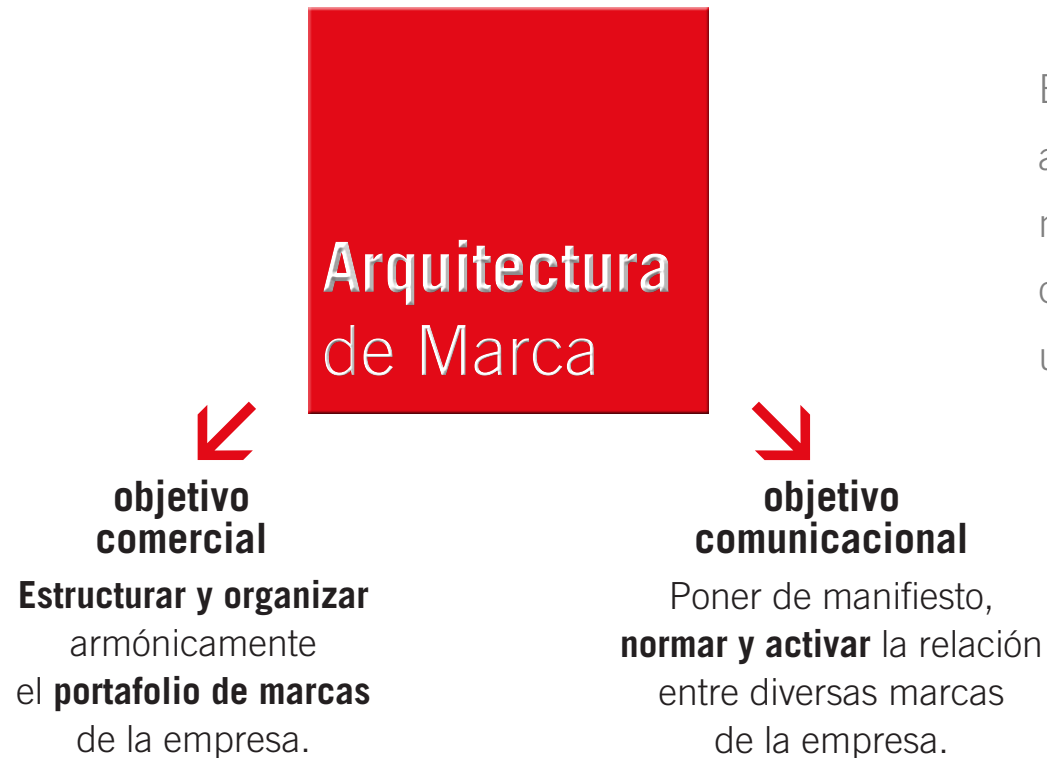 Arquitectura
de Marca
objetivo
comercial
Estructurar y organizar
armónicamente
el portafolio de marcas
de la empresa.
objetivo
comunicacional
Poner de manifiesto,
normar y activar la relación
entre diversas marcas
de la empresa.